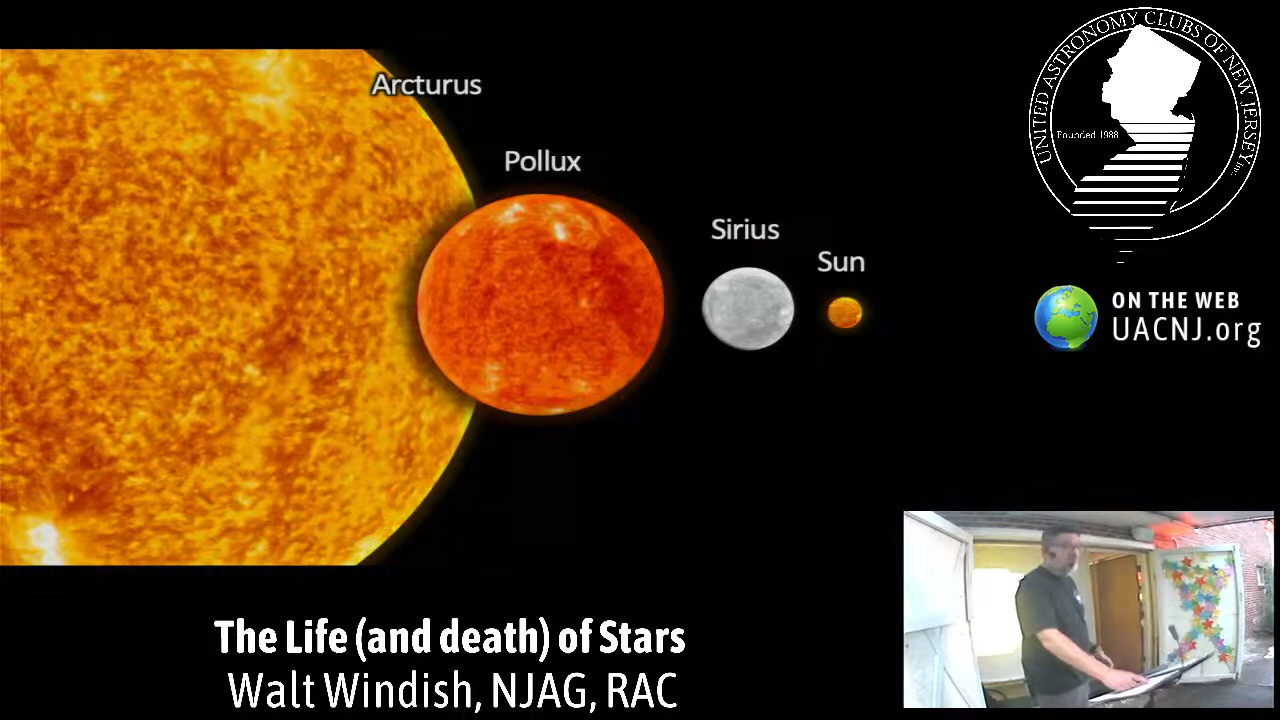 Arcturus
Pollux
Sirius
Sun
UNITED ASTRONOMY CLUBS OF NEW JERSEY, Inc.
Founded 1988
ON THE WEB
UACNJ.org
The Life (and death) of Stars
Walt Windish, NJAG, RAC